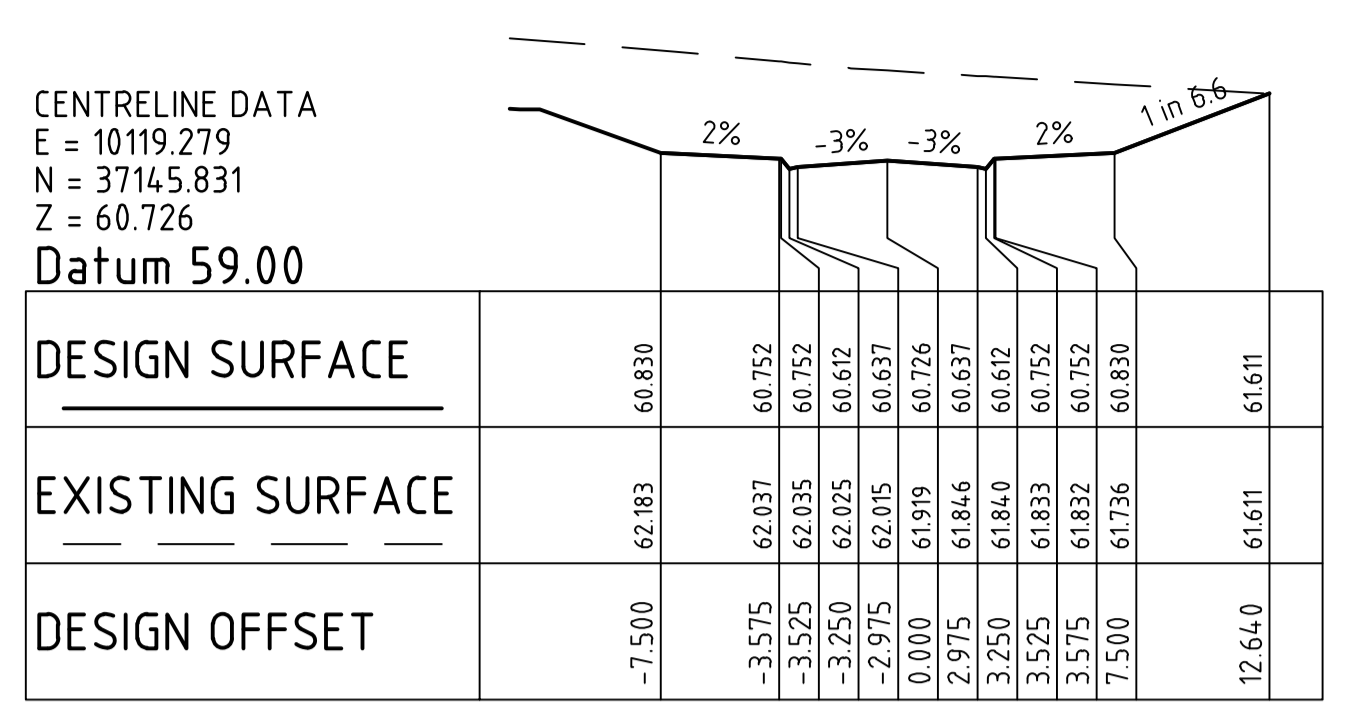 1 in 6.6
2% -3% -3% 2%
CENTRELINE DATA
E = 10119.279
N = 37145.831
Z = 60.726
Datum 59.00
DESIGN SURFACE 60.830 60.752 60.752 60.612 60.637 60.726 60.637 60.612 60.752 60.752 60.830 61.611
EXISTING SURFACE 62.183 62.037 62.035 62.025 62.015 61.919 61.846 61.840 61.833 61.832 61.736 61.611
DESIGN OFFSET -7.500 -3.575 -3.525 -3.250 -2.975 0.000 2.975 3.250 3.525 3.575 7.500 12.640